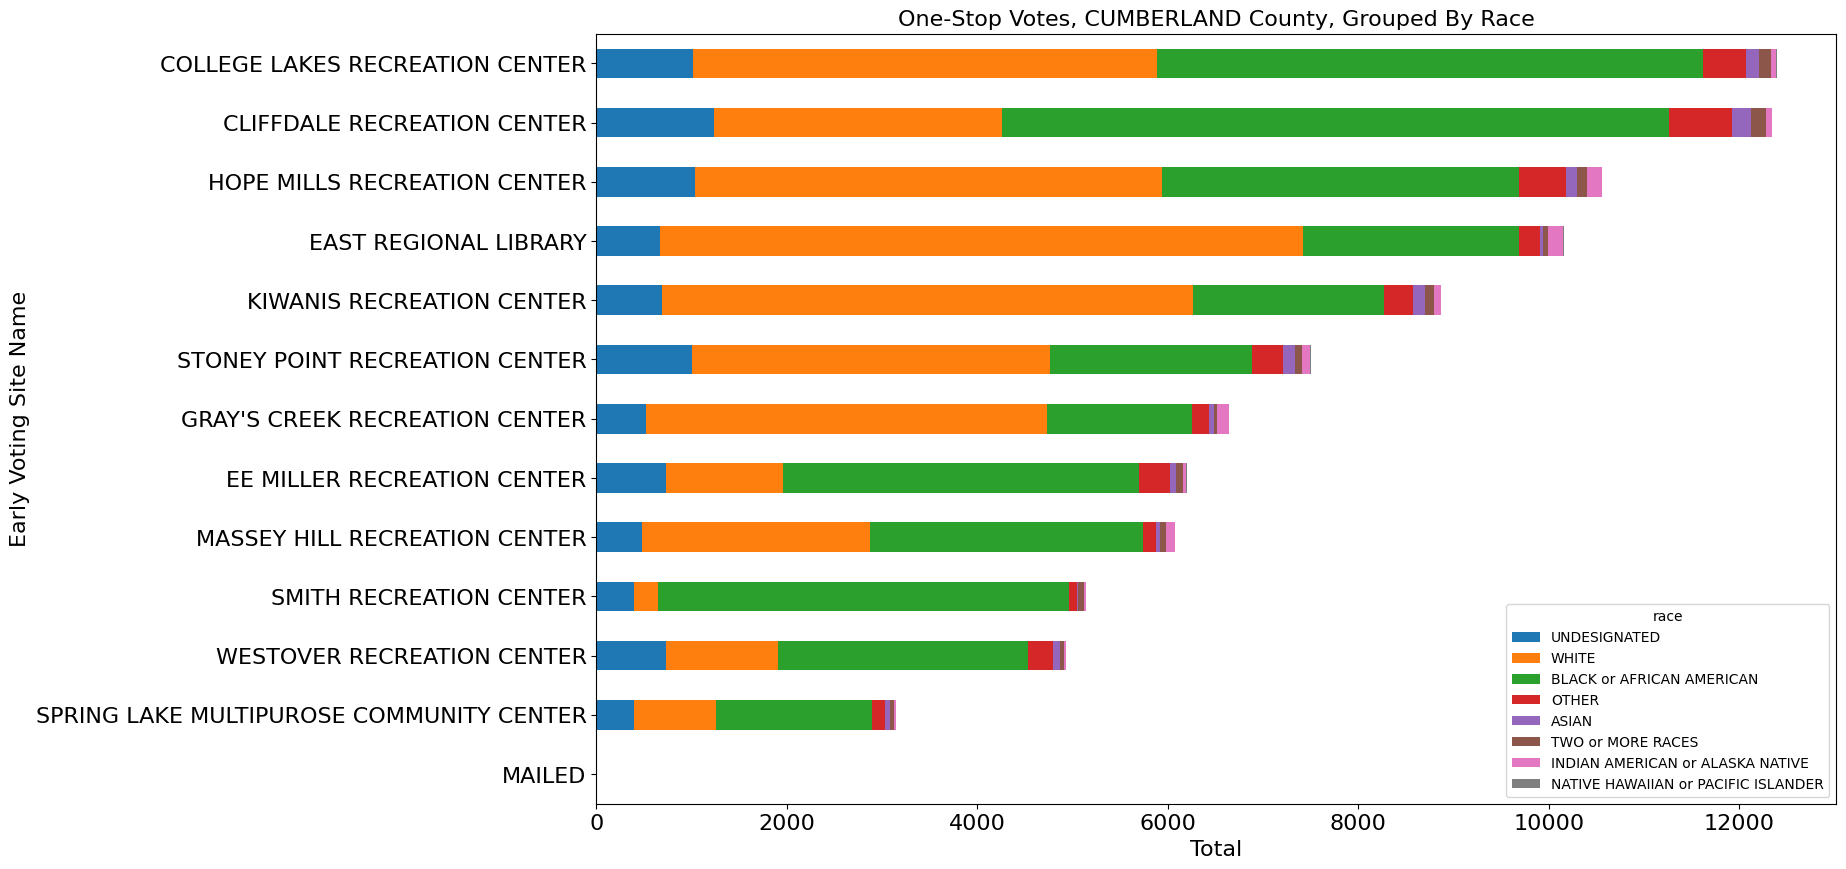 One-Stop Votes, CUMBERLAND County, Grouped By Race
Early Voting Site Name
COLLEGE LAKES RECREATION CENTER
CLIFFDALE RECREATION CENTER
HOPE MILLS RECREATION CENTER
EAST REGIONAL LIBRARY
KIWANIS RECREATION CENTER
STONEY POINT RECREATION CENTER
GRAY'S CREEK RECREATION CENTER
EE MILLER RECREATION CENTER
MASSEY HILL RECREATION CENTER
SMITH RECREATION CENTER
WESTOVER RECREATION CENTER
SPRING LAKE MULTIPUROSE COMMUNITY CENTER
MAILED
race
UNDESIGNATED
WHITE
BLACK or AFRICAN AMERICAN
OTHER
ASIAN
TWO or MORE RACES
INDIAN AMERICAN or ALASKA NATIVE
NATIVE HAWAIIAN or PACIFIC ISLANDER
0 2000 4000 6000 8000 10000 12000
Total